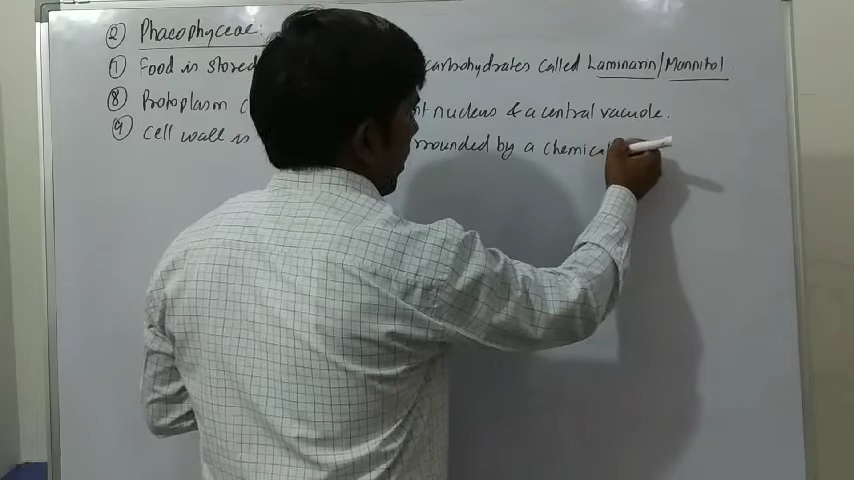 ② Phaeophyceae:
⑦ Food is stored carbohydrates called Laminarin/Mannitol.
⑧ Protoplasm nucleus & a central vacuole.
⑨ Cell wall is by a chemical